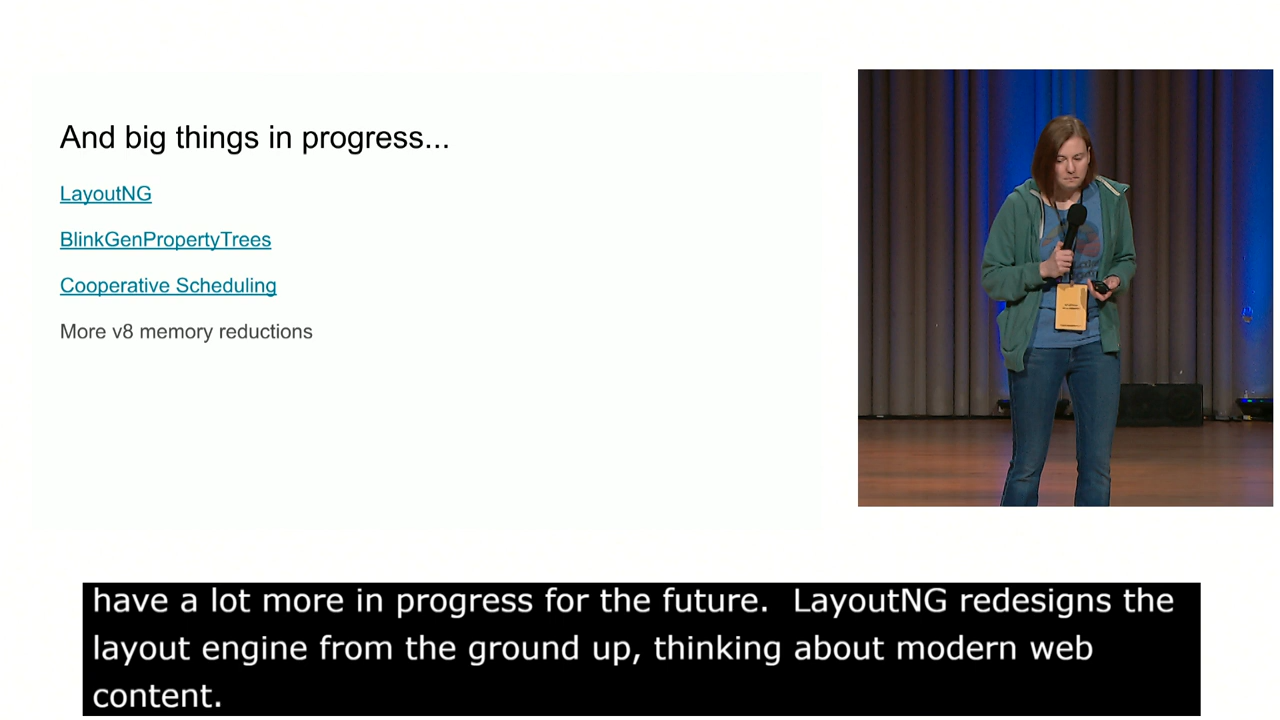 And big things in progress...
LayoutNG
BlinkGenPropertyTrees
Cooperative Scheduling
More v8 memory reductions
have a lot more in progress for the future.  LayoutNG redesigns the
layout engine from the ground up, thinking about modern web
content.